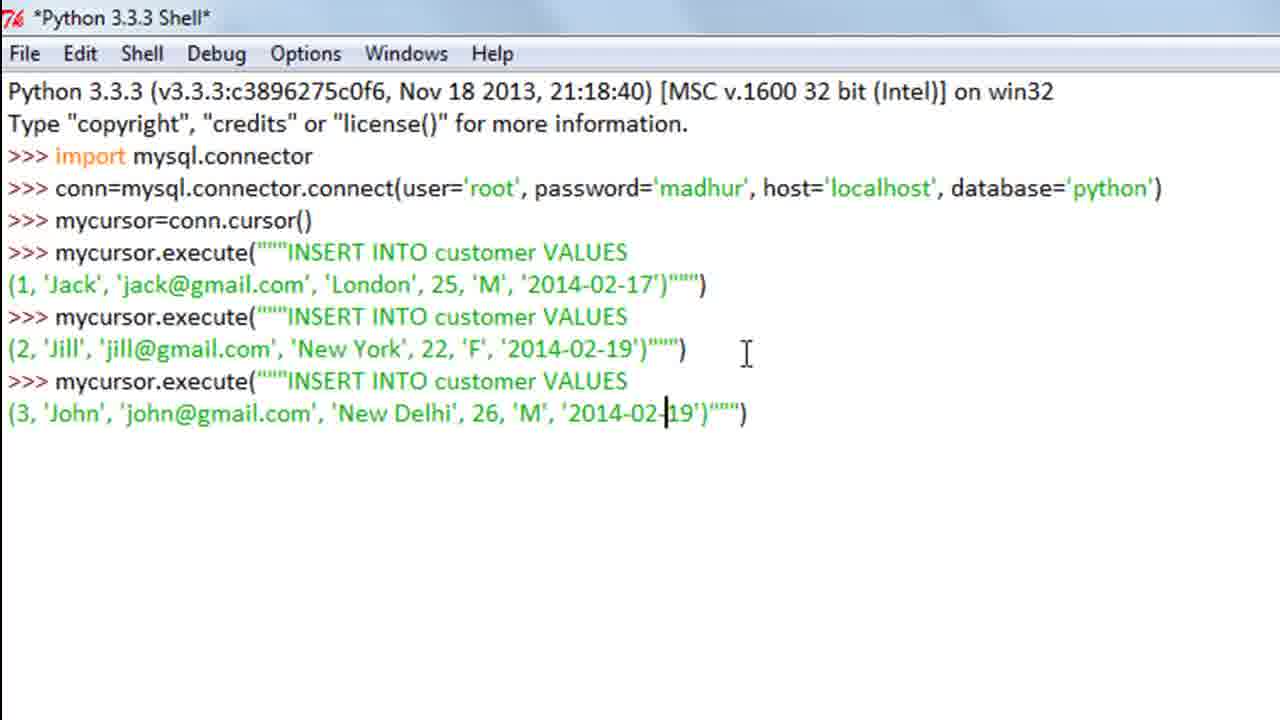 *Python 3.3.3 Shell*
File Edit Shell Debug Options Windows Help
Python 3.3.3 (v3.3.3:c3896275c0f6, Nov 18 2013, 21:18:40) [MSC v.1600 32 bit (Intel)] on win32
Type "copyright", "credits" or "license()" for more information.
>>> import mysql.connector
>>> conn=mysql.connector.connect(user='root', password='madhur', host='localhost', database='python')
>>> mycursor=conn.cursor()
>>> mycursor.execute("""INSERT INTO customer VALUES
(1, 'Jack', 'jack@gmail.com', 'London', 25, 'M', '2014-02-17')""")
>>> mycursor.execute("""INSERT INTO customer VALUES
(2, 'Jill', 'jill@gmail.com', 'New York', 22, 'F', '2014-02-19')""")
>>> mycursor.execute("""INSERT INTO customer VALUES
(3, 'John', 'john@gmail.com', 'New Delhi', 26, 'M', '2014-02-19')""")